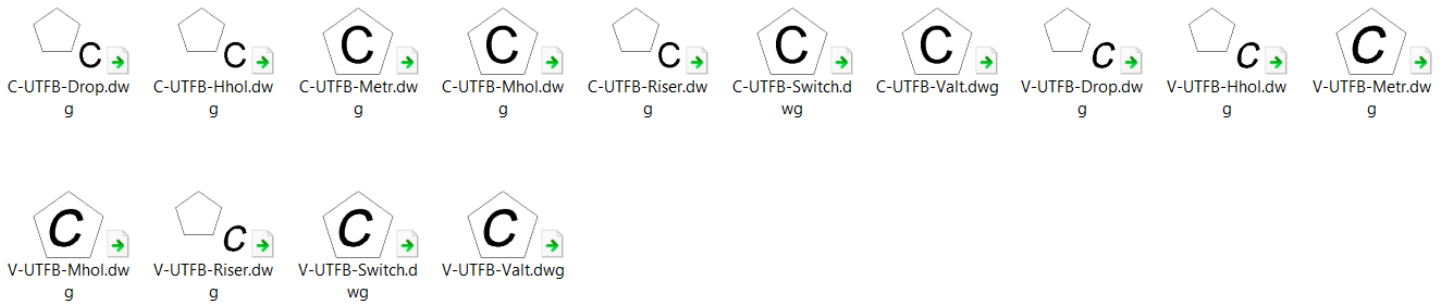 C C C C C C C C C C
C-UTFB-Drop.dw C-UTFB-Hhol.dw C-UTFB-Metr.dw C-UTFB-Mhol.dw C-UTFB-Riser.dw C-UTFB-Switch.d C-UTFB-Valt.dwg V-UTFB-Drop.dw V-UTFB-Hhol.dw V-UTFB-Metr.dw
g g g g g wg g g g
C C C C
V-UTFB-Mhol.dw V-UTFB-Riser.dw V-UTFB-Switch.d V-UTFB-Valt.dwg
g g wg